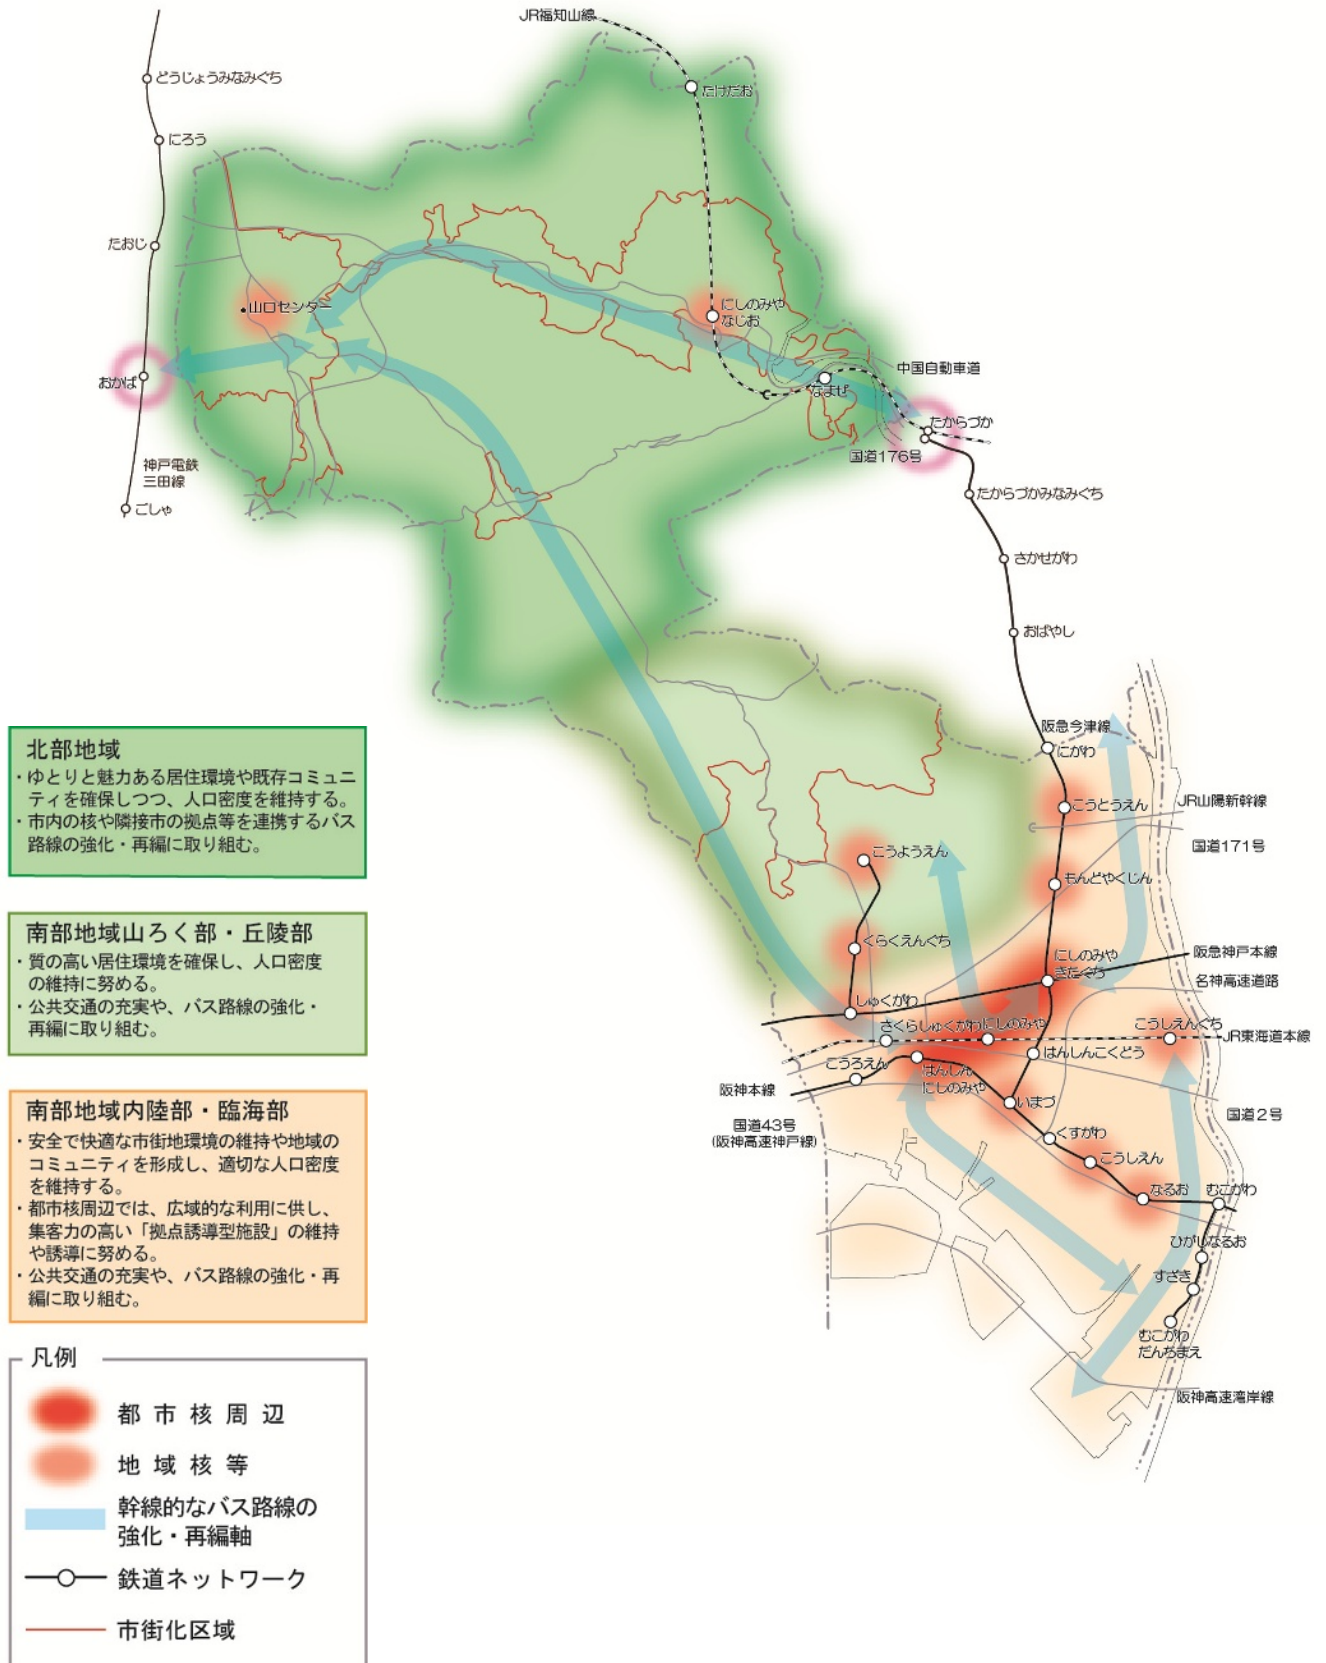 JR福知山線
どうじょうみなみぐち
たけだお
にろう
たおじ
・山口センター
にしのみや
なじお
おかば
中国自動車道
なまぜ
たからづか
国道176号
神戸電鉄
三田線
ごしゃ
たからづかみなみぐち
さかせがわ
おばやし
阪急今津線
にがわ
こうとうえん
JR山陽新幹線
国道171号
こうようえん
もんどやくじん
くらくえんぐち
にしのみや
きたぐち
阪急神戸本線
名神高速道路
しゅくがわ
さくらしゅくがわ
にしのみや
こうしえんぐち
JR東海道本線
はんしんこくどう
こうろえん
はんしん
にしのみや
阪神本線
いまづ
国道2号
国道43号
(阪神高速神戸線)
くすがわ
こうしえん
なるお
むこがわ
ひがしなるお
すざき
むこがわ
だんちまえ
阪神高速湾岸線
北部地域
・ゆとりと魅力ある居住環境や既存コミュニ
ティを確保しつつ、人口密度を維持する。
・市内の核や隣接市の拠点等を連携するバス
路線の強化・再編に取り組む。
南部地域山ろく部・丘陵部
・質の高い居住環境を確保し、人口密度
の維持に努める。
・公共交通の充実や、バス路線の強化・
再編に取り組む。
南部地域内陸部・臨海部
・安全で快適な市街地環境の維持や地域の
コミュニティを形成し、適切な人口密度
を維持する。
・都市核周辺では、広域的な利用に供し、
集客力の高い「拠点誘導型施設」の維持
や誘導に努める。
・公共交通の充実や、バス路線の強化・再
編に取り組む。
凡例
都市核周辺
地域核等
幹線的なバス路線の
強化・再編軸
鉄道ネットワーク
市街化区域